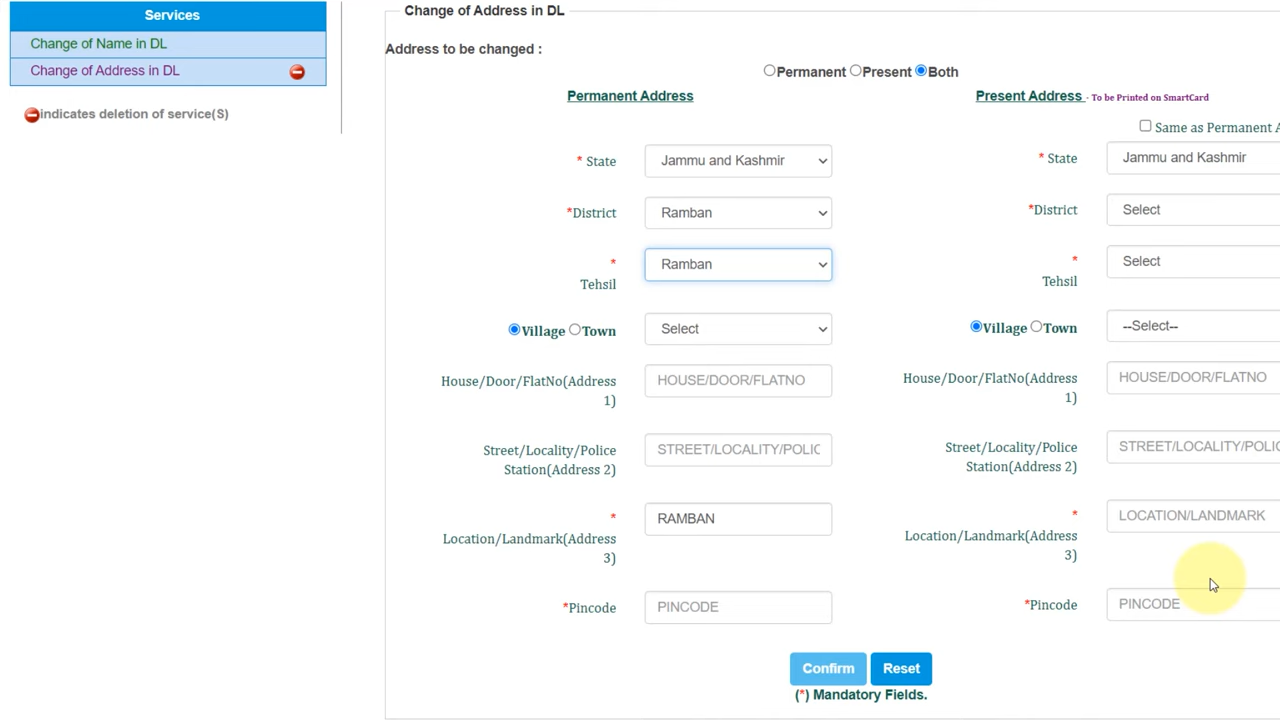 Services
Change of Name in DL
Change of Address in DL
indicates deletion of service(S)
Change of Address in DL
Address to be changed :
Permanent Present Both
Permanent Address
Present Address - To be Printed on SmartCard
Same as Permanent A
* State Jammu and Kashmir
* State Jammu and Kashmir
*District Ramban
*District Select
* Tehsil Ramban
* Tehsil Select
Village Town Select
Village Town --Select--
House/Door/FlatNo(Address
1)
HOUSE/DOOR/FLATNO
House/Door/FlatNo(Address
1)
HOUSE/DOOR/FLATNO
Street/Locality/Police
Station(Address 2)
STREET/LOCALITY/POLIC
Street/Locality/Police
Station(Address 2)
STREET/LOCALITY/POLIC
*
Location/Landmark(Address
3)
RAMBAN
*
Location/Landmark(Address
3)
LOCATION/LANDMARK
*Pincode PINCODE
*Pincode PINCODE
Confirm Reset
(*) Mandatory Fields.